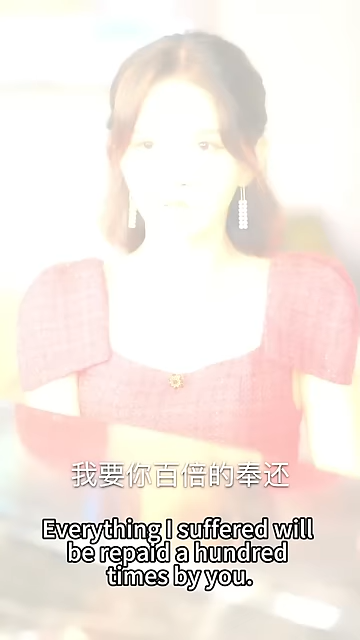 我要你百倍的奉还
Everything I suffered will
be repaid a hundred
times by you.